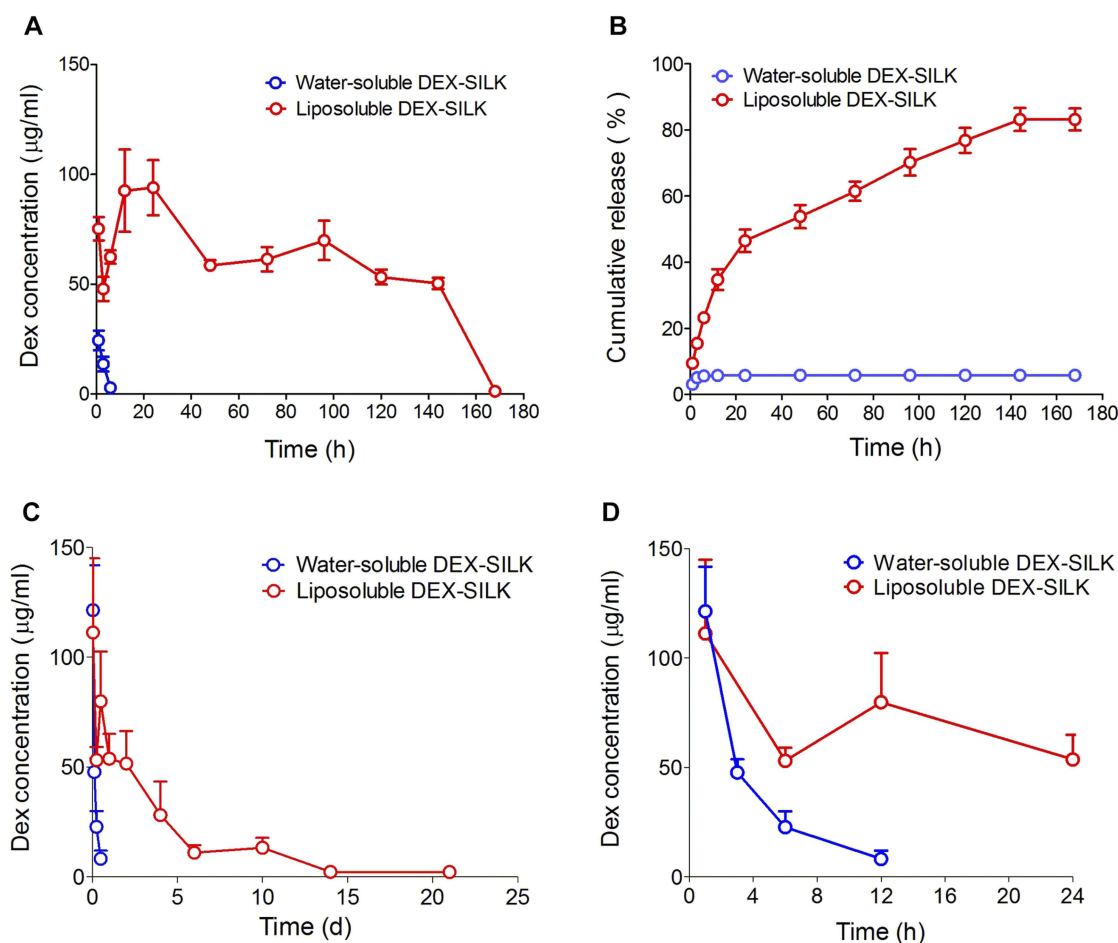 A
Dex concentration (μg/ml)
150
100
50
0
Water-soluble DEX-SILK
Liposoluble DEX-SILK
0 20 40 60 80 100 120 140 160 180
Time (h)
B
Cumulative release ( % )
100
80
60
40
20
0
Water-soluble DEX-SILK
Liposoluble DEX-SILK
0 20 40 60 80 100 120 140 160 180
Time (h)
C
Dex concentration (μg/ml)
150
100
50
0
Water-soluble DEX-SILK
Liposoluble DEX-SILK
0 5 10 15 20 25
Time (d)
D
Dex concentration (μg/ml)
150
100
50
0
Water-soluble DEX-SILK
Liposoluble DEX-SILK
0 4 8 12 16 20 24
Time (h)